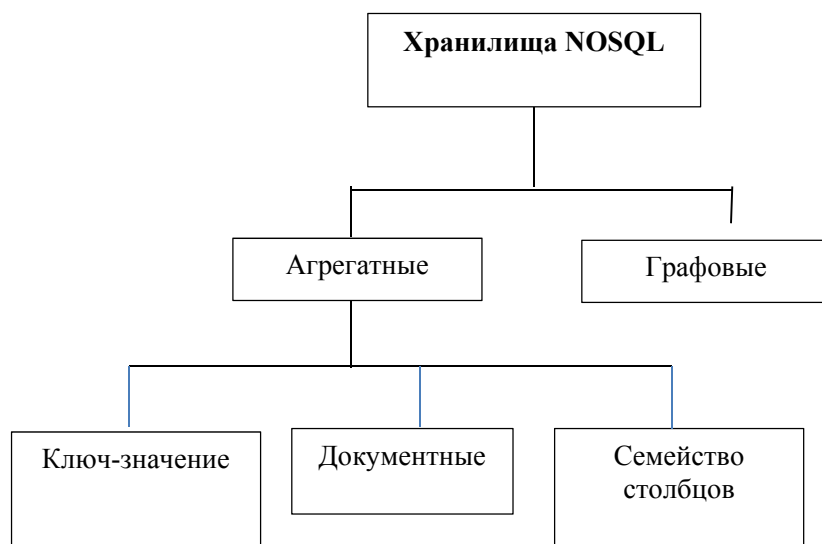 Хранилища NOSQL
Агрегатные
Графовые
Ключ-значение
Документные
Семейство
столбцов